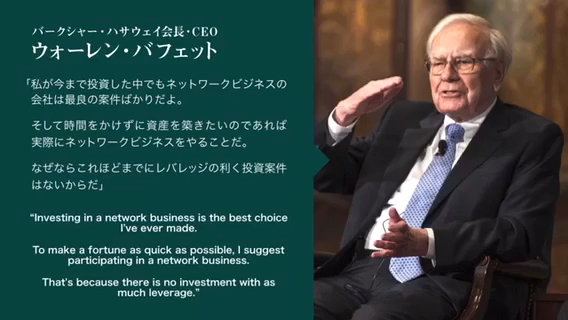 バークシャー・ハサウェイ会長・CEO
ウォーレン・バフェット
「私が今まで投資した中でもネットワークビジネスの
会社は最良の案件ばかりだよ。
そして時間をかけずに資産を築きたいのであれば
実際にネットワークビジネスをやることだ。
なぜならこれほどまでにレバレッジの利く投資案件
はないからだ」
“Investing in a network business is the best choice
I've ever made.
To make a fortune as quick as possible, I suggest
participating in a network business.
That's because there is no investment with as
much leverage.”